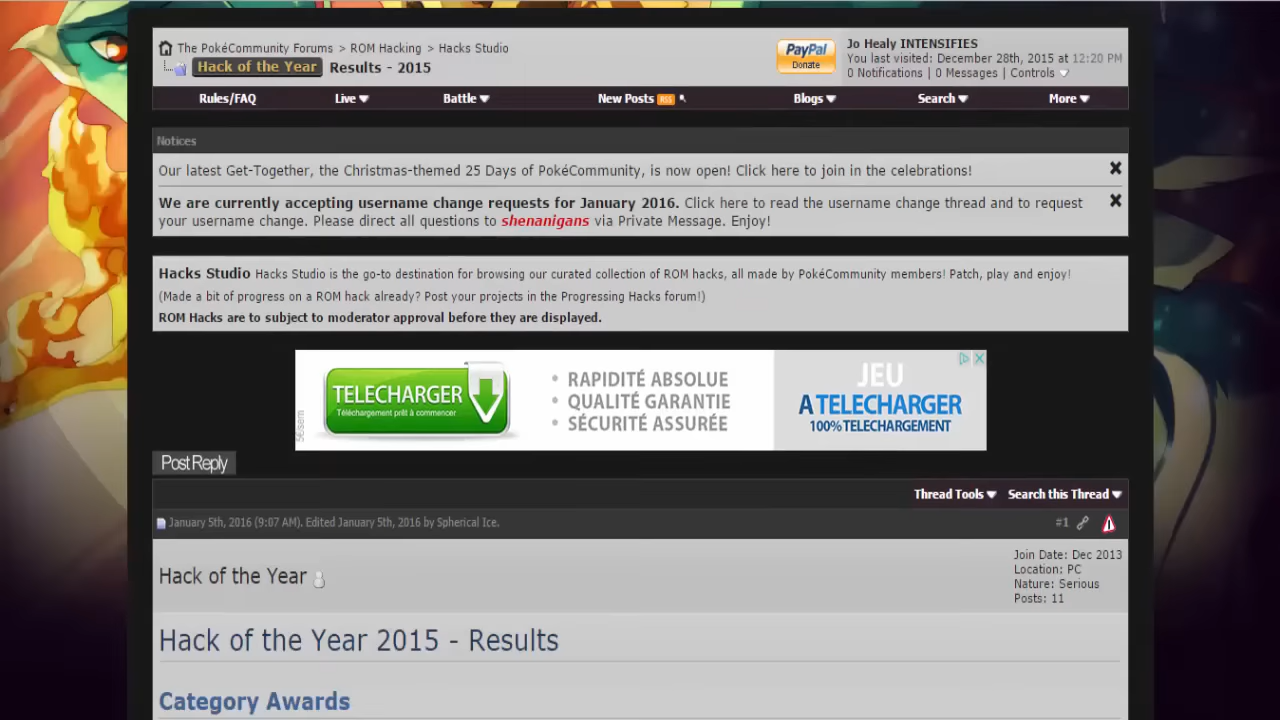 The PokéCommunity Forums > ROM Hacking > Hacks Studio
Hack of the Year Results - 2015
PayPal
Donate
Jo Healy INTENSIFIES
You last visited: December 28th, 2015 at 12:20 PM
0 Notifications | 0 Messages | Controls
Rules/FAQ Live Battle New Posts RSS Blogs Search More
Notices
Our latest Get-Together, the Christmas-themed 25 Days of PokéCommunity, is now open! Click here to join in the celebrations!
We are currently accepting username change requests for January 2016. Click here to read the username change thread and to request
your username change. Please direct all questions to shenanigans via Private Message. Enjoy!
Hacks Studio Hacks Studio is the go-to destination for browsing our curated collection of ROM hacks, all made by PokéCommunity members! Patch, play and enjoy!
(Made a bit of progress on a ROM hack already? Post your projects in the Progressing Hacks forum!)
ROM Hacks are to subject to moderator approval before they are displayed.
TELECHARGER
Téléchargement prêt à commencer
• RAPIDITÉ ABSOLUE
• QUALITÉ GARANTIE
• SÉCURITÉ ASSURÉE
JEU
A TELECHARGER
100% TELECHARGEMENT
Post Reply
Thread Tools Search this Thread
January 5th, 2016 (9:07 AM). Edited January 5th, 2016 by Spherical Ice.
#1
Hack of the Year
Join Date: Dec 2013
Location: PC
Nature: Serious
Posts: 11
Hack of the Year 2015 - Results
Category Awards